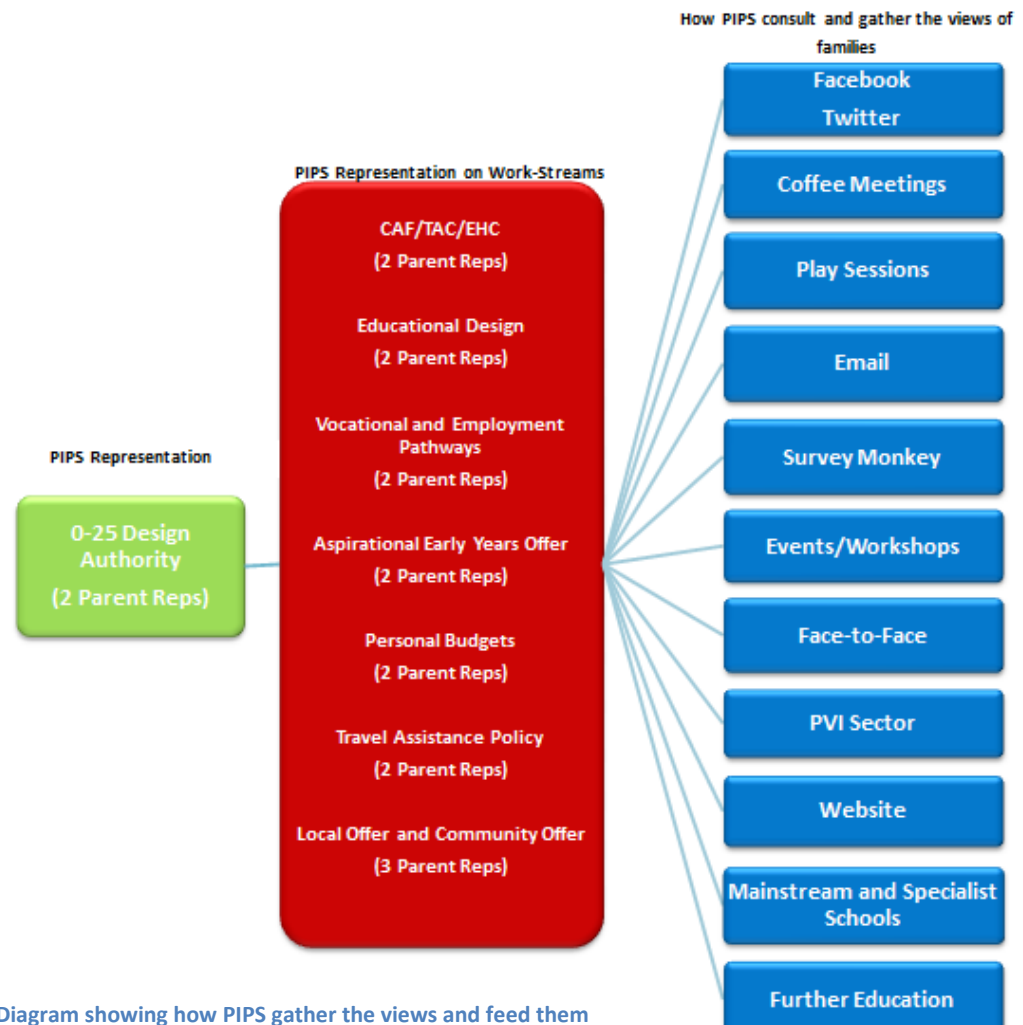 PIPS Representation
0-25 Design
Authority
(2 Parent Reps)
PIPS Representation on Work-Streams
CAF/TAC/EHC
(2 Parent Reps)
Educational Design
(2 Parent Reps)
Vocational and Employment
Pathways
(2 Parent Reps)
Aspirational Early Years Offer
(2 Parent Reps)
Personal Budgets
(2 Parent Reps)
Travel Assistance Policy
(2 Parent Reps)
Local Offer and Community Offer
(3 Parent Reps)
How PIPS consult and gather the views of
families
Facebook
Twitter
Coffee Meetings
Play Sessions
Email
Survey Monkey
Events/Workshops
Face-to-Face
PVI Sector
Website
Mainstream and Specialist
Schools
Further Education
Diagram showing how PIPS gather the views and feed them